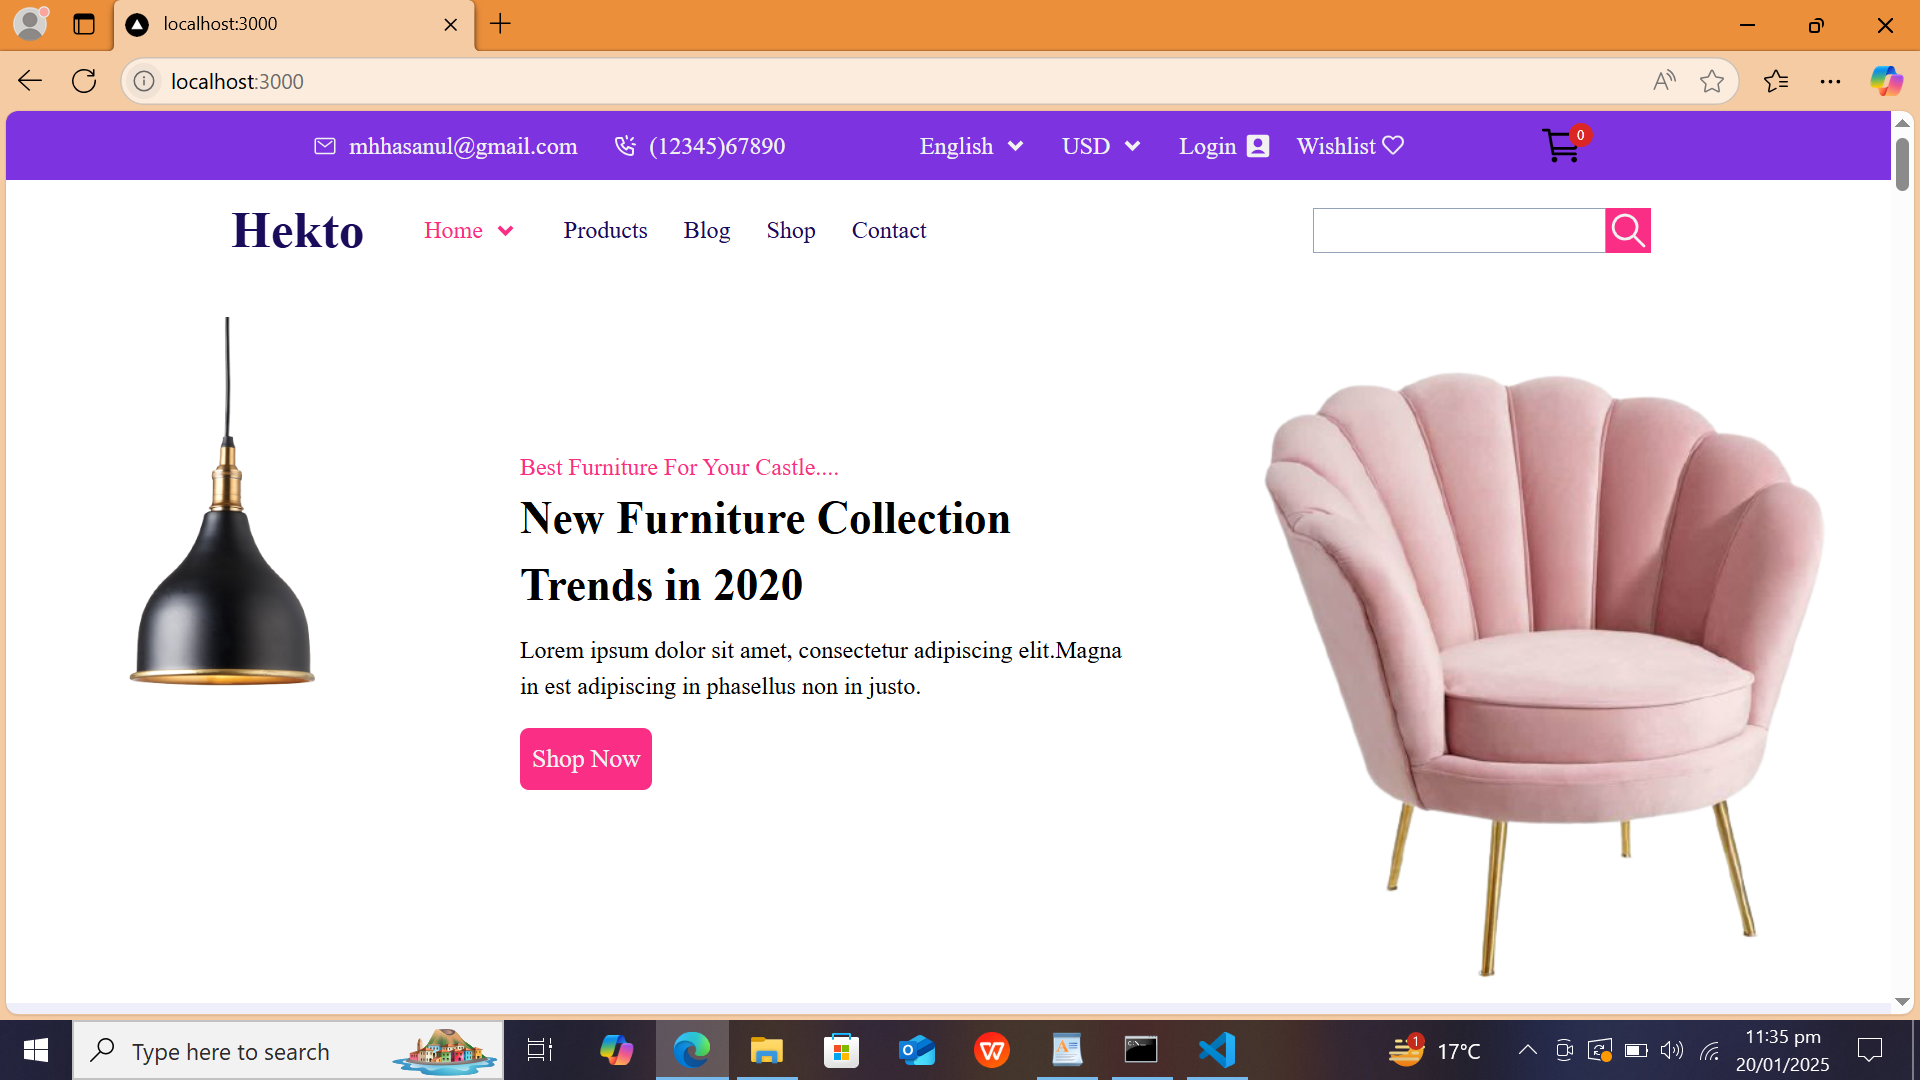 localhost:3000
localhost:3000
mhhasanul@gmail.com (12345)67890 English USD Login Wishlist 0
Hekto Home Products Blog Shop Contact
Best Furniture For Your Castle....
New Furniture Collection
Trends in 2020
Lorem ipsum dolor sit amet, consectetur adipiscing elit.Magna
in est adipiscing in phasellus non in justo.
Shop Now
Type here to search
1
17°C
11:35 pm
20/01/2025